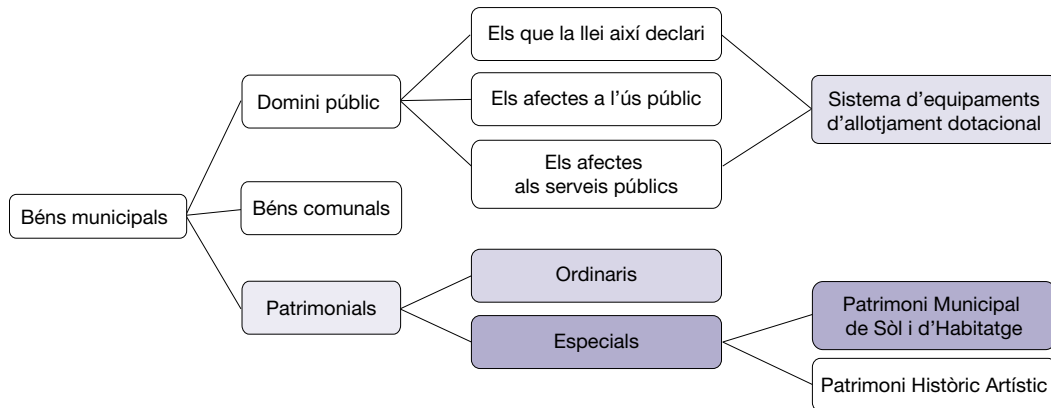 Béns municipals
Domini públic
Béns comunals
Patrimonials
Els que la llei així declari
Els afectes a l'ús públic
Els afectes
als serveis públics
Ordinaris
Especials
Sistema d'equipaments
d'allotjament dotacional
Patrimoni Municipal
de Sòl i d'Habitatge
Patrimoni Històric Artístic